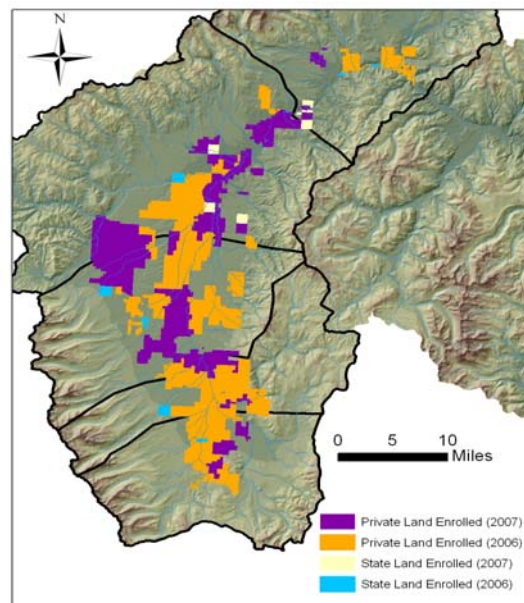 N
0 5 10
Miles
Private Land Enrolled (2007)
Private Land Enrolled (2006)
State Land Enrolled (2007)
State Land Enrolled (2006)